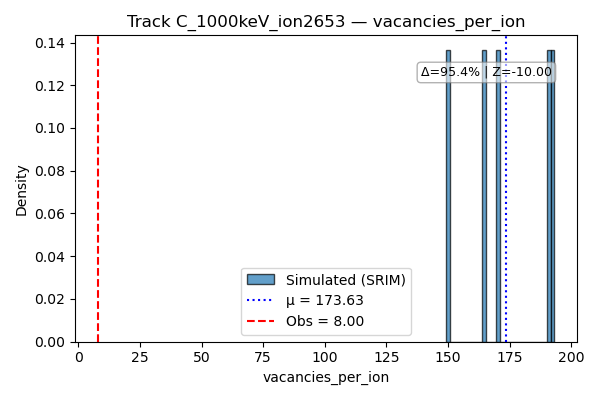 Track C_1000keV_ion2653 — vacancies_per_ion
0.14
0.12
0.10
0.08
0.06
0.04
0.02
0.00
Density
Δ=95.4% | Z=-10.00
Simulated (SRIM)
μ = 173.63
Obs = 8.00
0 25 50 75 100 125 150 175 200
vacancies_per_ion